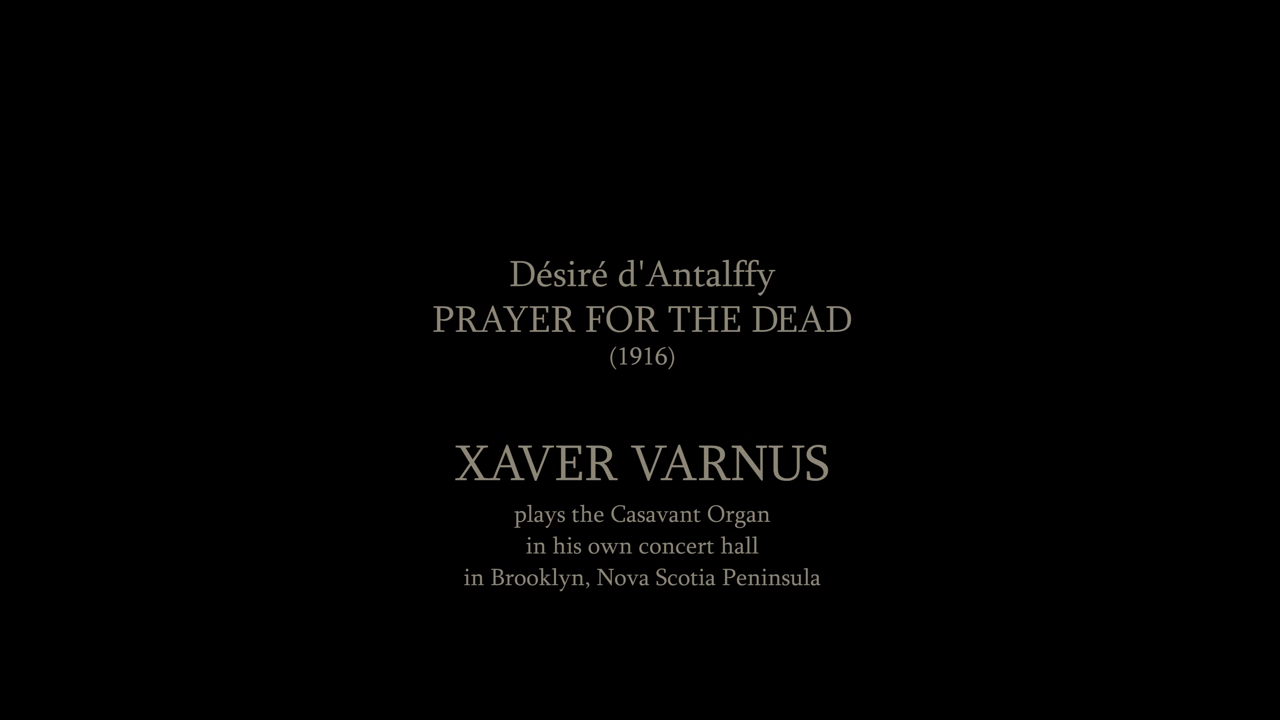 Désiré d'Antalffy
PRAYER FOR THE DEAD
(1916)
XAVER VARNUS
plays the Casavant Organ
in his own concert hall
in Brooklyn, Nova Scotia Peninsula